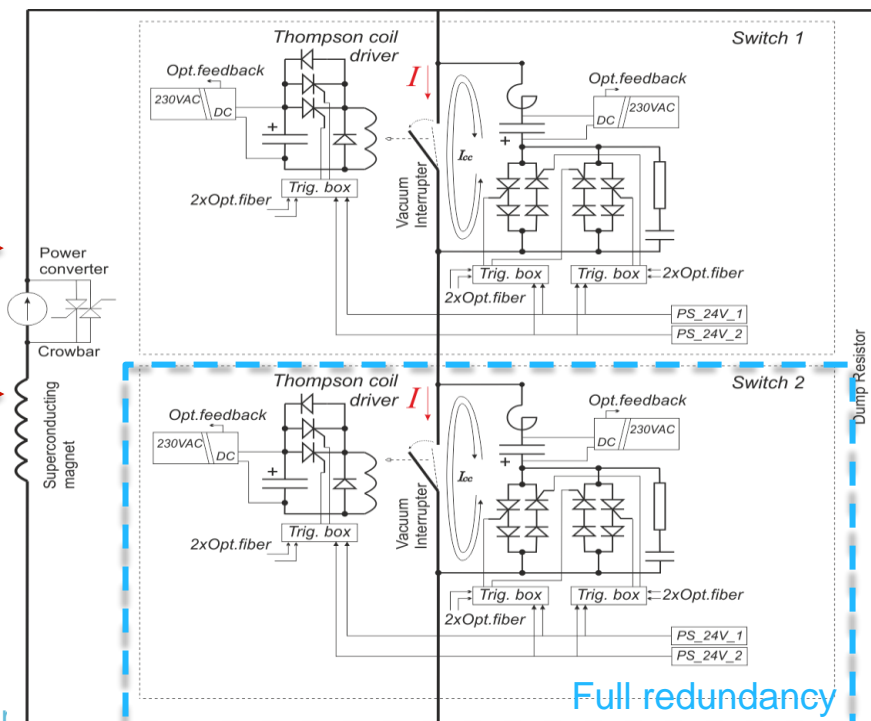 Thompson coil
driver
Switch 1
Opt.feedback
230VAC
DC
I
Opt.feedback
DC
230VAC
+
+
Icc
Vacuum
Interrupter
Trig. box
2xOpt.fiber
Trig. box
Trig. box
2xOpt.fiber
2xOpt.fiber
PS_24V_1
PS_24V_2
Power
converter
Crowbar
Superconducting
magnet
Dump Resistor
Thompson coil
driver
Switch 2
Opt.feedback
230VAC
DC
I
Opt.feedback
DC
230VAC
+
+
Icc
Vacuum
Interrupter
Trig. box
2xOpt.fiber
Trig. box
Trig. box
2xOpt.fiber
2xOpt.fiber
PS_24V_1
PS_24V_2
Full redundancy